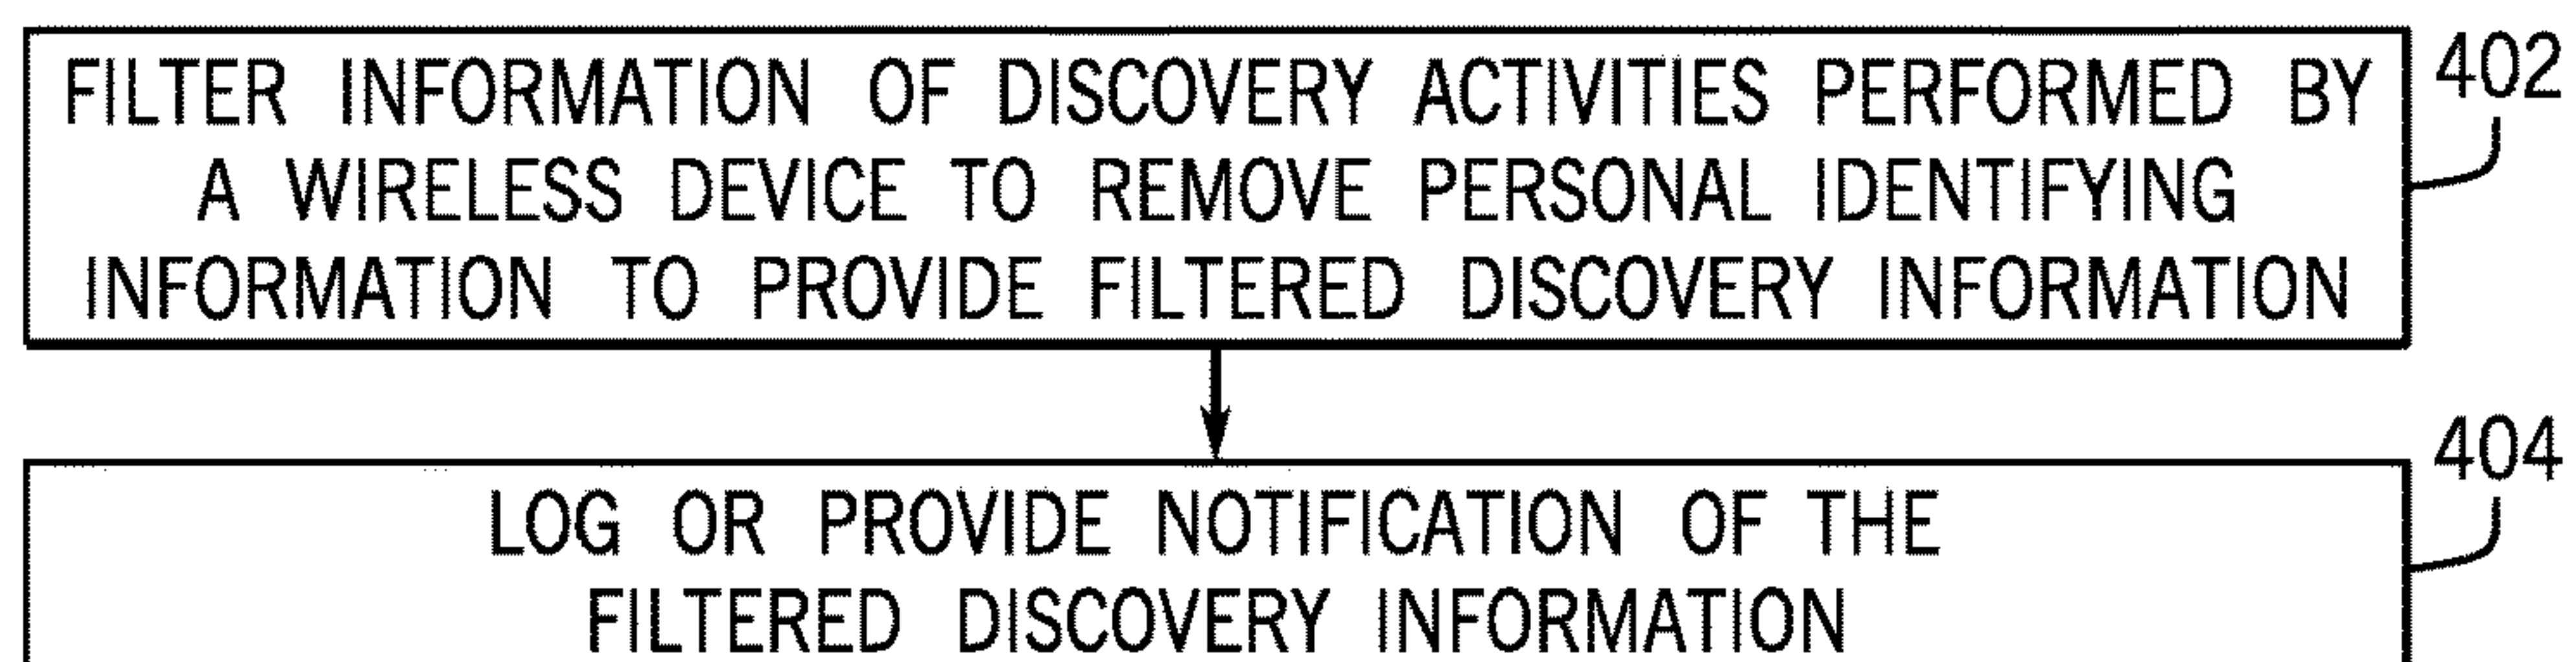 FILTER INFORMATION OF DISCOVERY ACTIVITIES PERFORMED BY
A WIRELESS DEVICE TO REMOVE PERSONAL IDENTIFYING
INFORMATION TO PROVIDE FILTERED DISCOVERY INFORMATION
402
LOG OR PROVIDE NOTIFICATION OF THE
FILTERED DISCOVERY INFORMATION
404